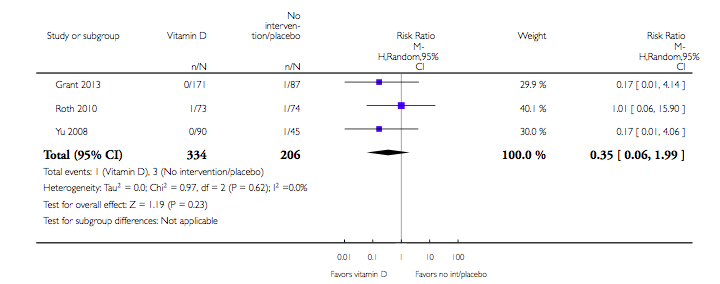 Study or subgroup Vitamin D No interven-tion/placebo Risk Ratio Weight Risk Ratio
M-H,Random,95% CI M-H,Random,95% CI
n/N n/N
Grant 2013 0/171 1/87 29.9 % 0.17 [ 0.01, 4.14 ]
Roth 2010 1/73 1/74 40.1 % 1.01 [ 0.06, 15.90 ]
Yu 2008 0/90 1/45 30.0 % 0.17 [ 0.01, 4.06 ]
Total (95% CI) 334 206 100.0 % 0.35 [ 0.06, 1.99 ]
Total events: 1 (Vitamin D), 3 (No intervention/placebo)
Heterogeneity: Tau² = 0.0; Chi² = 0.97, df = 2 (P = 0.62); I² =0.0%
Test for overall effect: Z = 1.19 (P = 0.23)
Test for subgroup differences: Not applicable
0.01 0.1 1 10 100
Favors vitamin D Favors no int/placebo